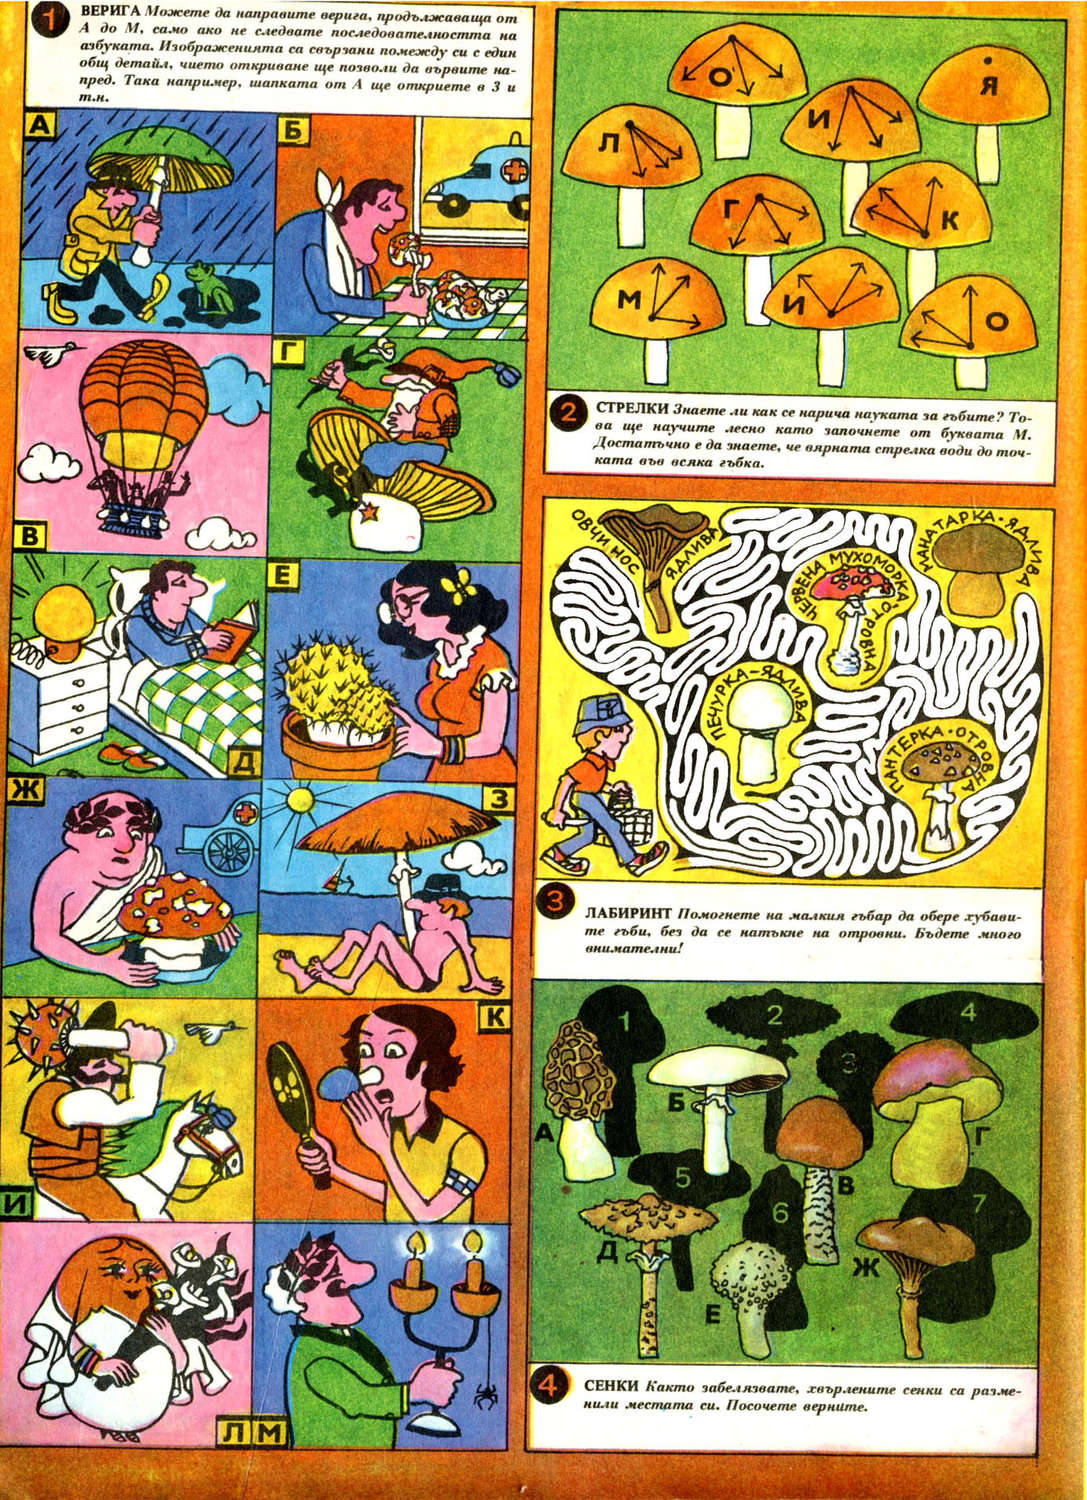 1
ВЕРИГА Можете да направите верига, продължаваща от
А до М, само ако не следвате последователността на
азбуката. Изображенията са свързани помежду си с един
общ детайл, чието откриване ще позволи да вървите на-
пред. Така например, шапката от А ще откриете в З и
т.н.
А
Б
В
Г
Д
Е
Ж
З
И
К
Л
М
О
Я
Л
И
Г
К
М
И
О
2
СТРЕЛКИ Знаете ли как се нарича науката за гъбите? То-
ва ще научите лесно като започнете от буквата М.
Достатъчно е да знаете, че вярната стрелка води до точ-
ката във всяка гъбка.
ОВЧИ НОС
ЯДЛИВА
ЧЕРВЕНА МУХОМОРКА-ОТРОВНА
МАНАТАРКА-ЯДЛИВА
ПЕЧУРКА-ЯДЛИВА
ПАНТЕРКА-ОТРОВНА
3
ЛАБИРИНТ Помогнете на малкия гъбар да обере хубави-
те гъби, без да се натъкне на отровни. Бъдете много
внимателни!
1
2
4
3
А
Б
Г
В
5
6
7
Д
Е
Ж
4
СЕНКИ Както забелязвате, хвърлените сенки са разме-
нили местата си. Посочете верните.